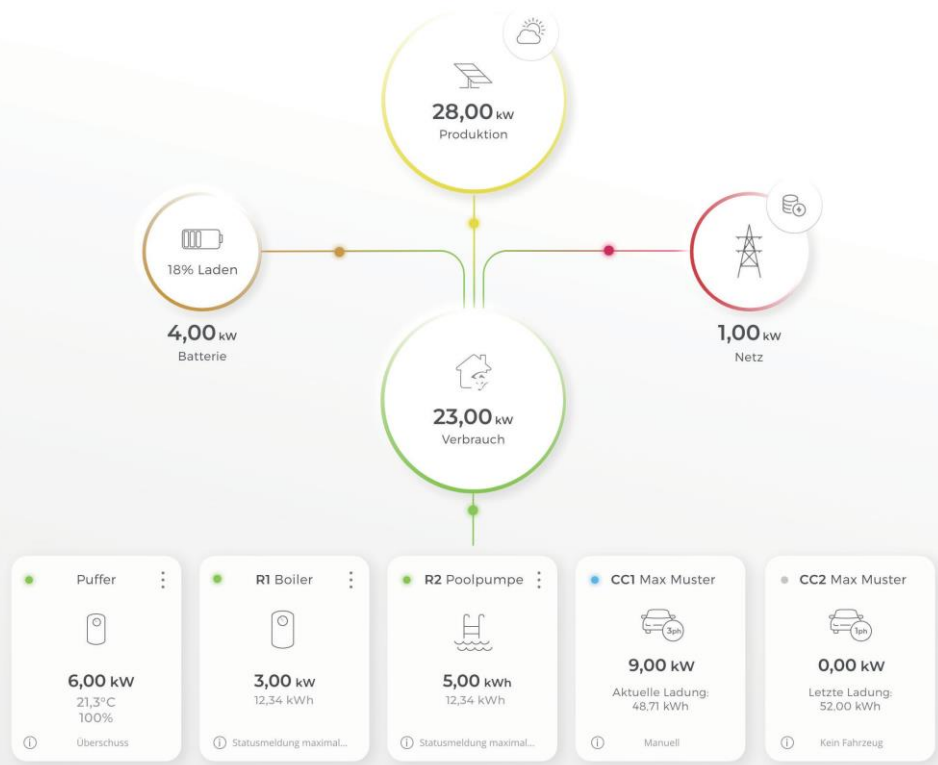 28,00 kW
Produktion
18% Laden
4,00 kW
Batterie
1,00 kW
Netz
23,00 kW
Verbrauch
Puffer
6,00 kW
21,3°C
100%
Überschuss
R1 Boiler
3,00 kW
12,34 kWh
Statusmeldung maximal...
R2 Poolpumpe
5,00 kWh
12,34 kWh
Statusmeldung maximal...
CC1 Max Muster
3ph
9,00 kW
Aktuelle Ladung:
48,71 kWh
Manuell
CC2 Max Muster
1ph
0,00 kW
Letzte Ladung:
52,00 kWh
Kein Fahrzeug